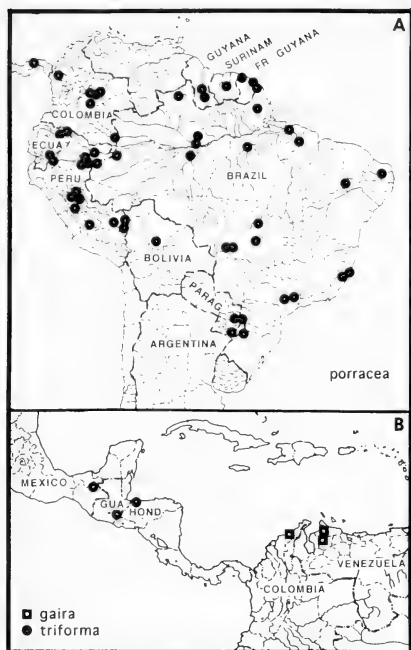 A
GUYANA
SURINAM
FR GUYANA
COLOMBIA
ECUA
PERU
BRAZIL
BOLIVIA
PARAG.
ARGENTINA
porracea
B
MEXICO
GUA
HOND.
VENEZUELA
COLOMBIA
gaira
triforma